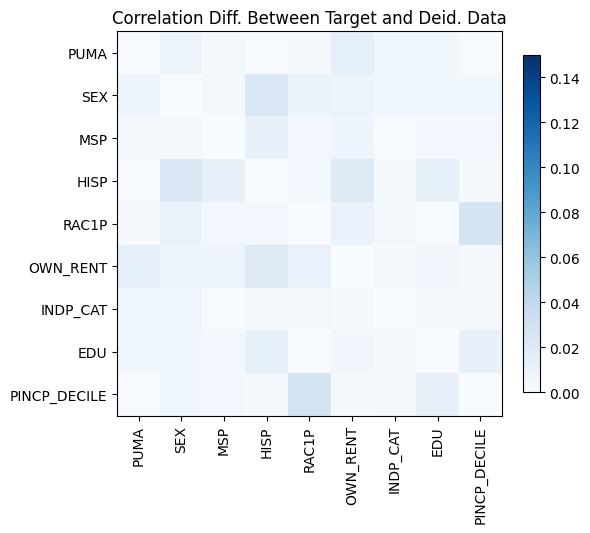 Correlation Diff. Between Target and Deid. Data
PUMA
SEX
MSP
HISP
RAC1P
OWN_RENT
INDP_CAT
EDU
PINCP_DECILE
PUMA
SEX
MSP
HISP
RAC1P
OWN_RENT
INDP_CAT
EDU
PINCP_DECILE
0.14
0.12
0.10
0.08
0.06
0.04
0.02
0.00